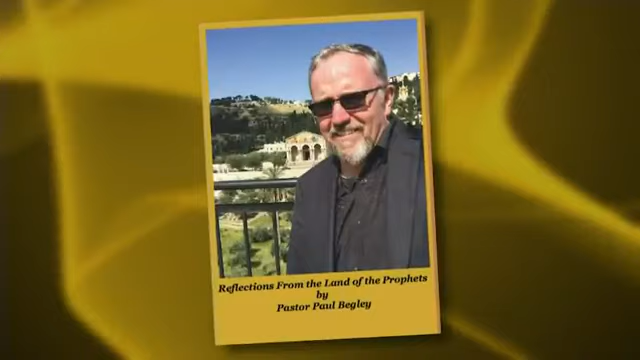 Reflections From the Land of the Prophets
by
Pastor Paul Begley